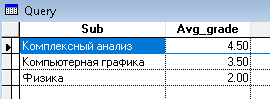 Query
Sub Avg_grade
Комплексный анализ 4.50
Компьютерная графика 3.50
Физика 2.00